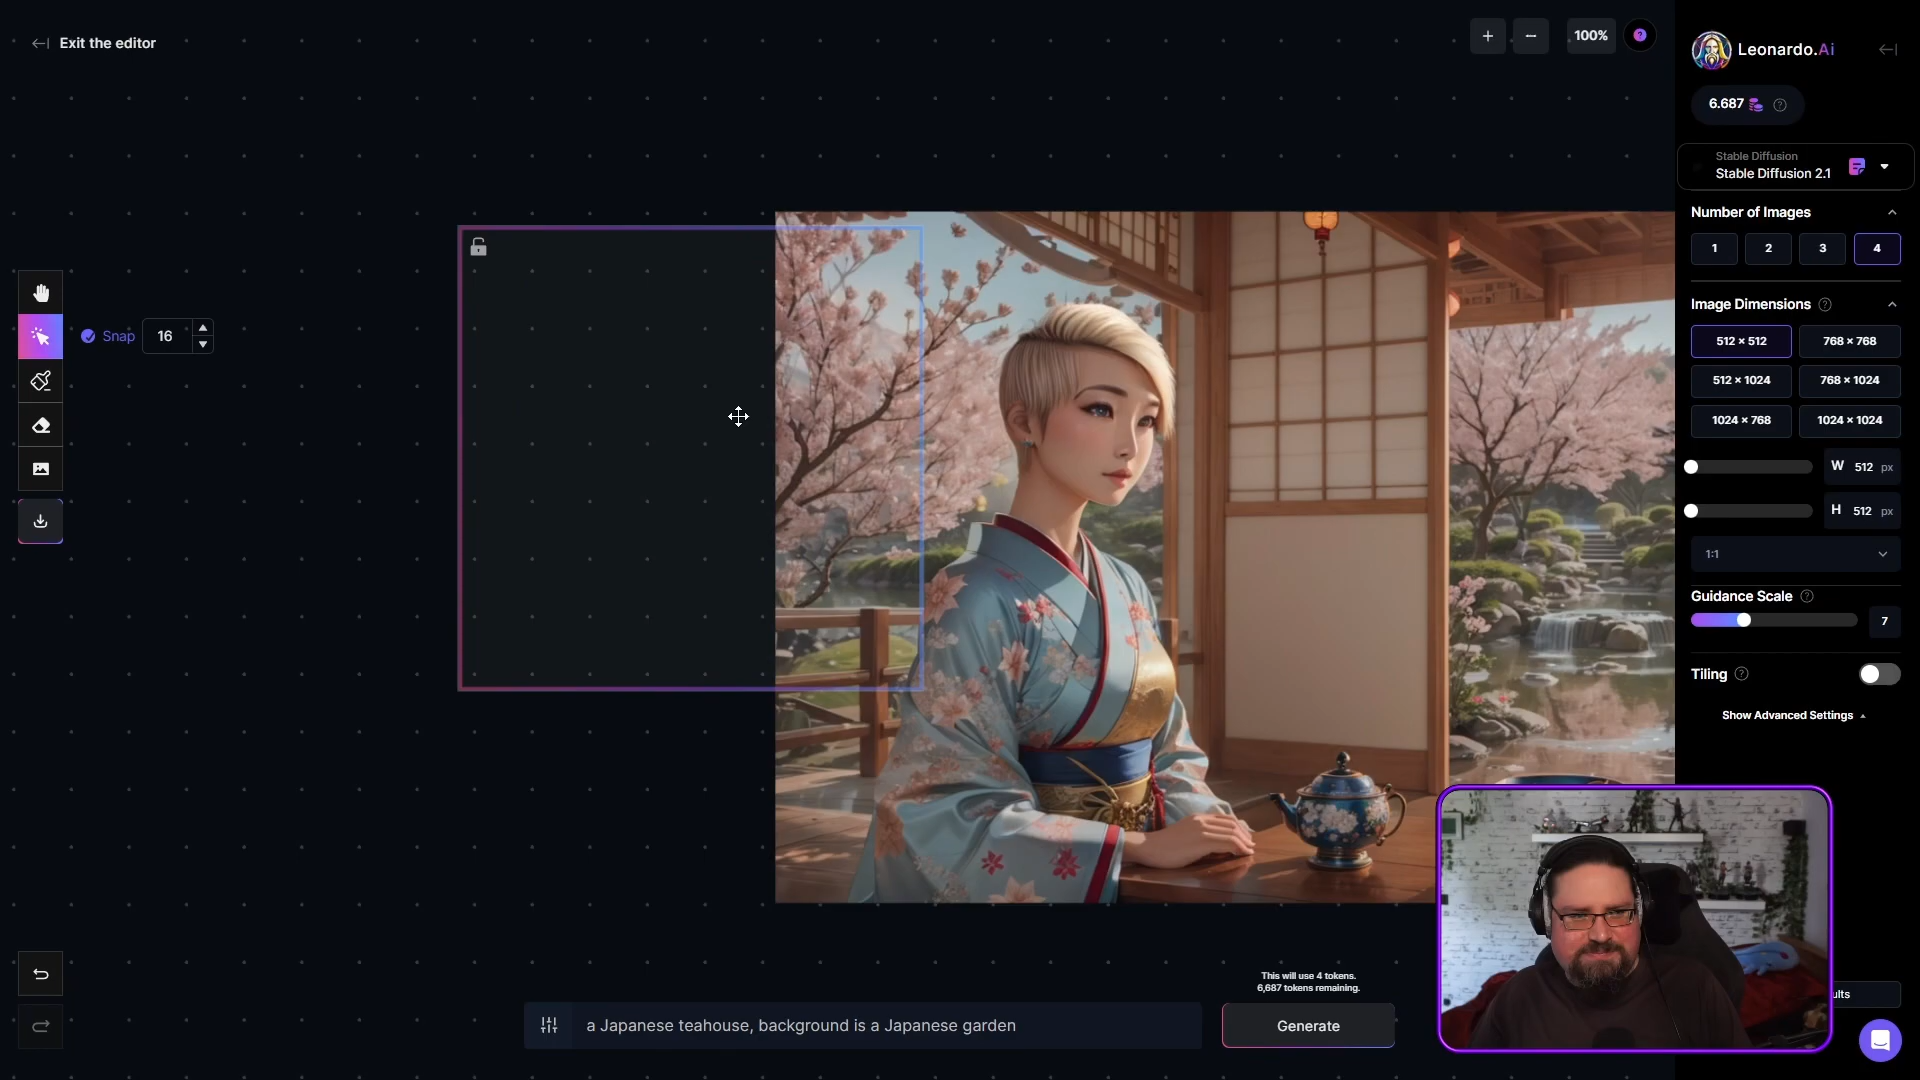 Exit the editor
100%
Leonardo.Ai
6.687
Stable Diffusion
Stable Diffusion 2.1
Number of Images
1
2
3
4
Image Dimensions
512 × 512
768 × 768
512 × 1024
768 × 1024
1024 × 768
1024 × 1024
W 512 px
H 512 px
1:1
Guidance Scale
7
Tiling
Show Advanced Settings
Snap 16
This will use 4 tokens.
6,687 tokens remaining.
a Japanese teahouse, background is a Japanese garden
Generate